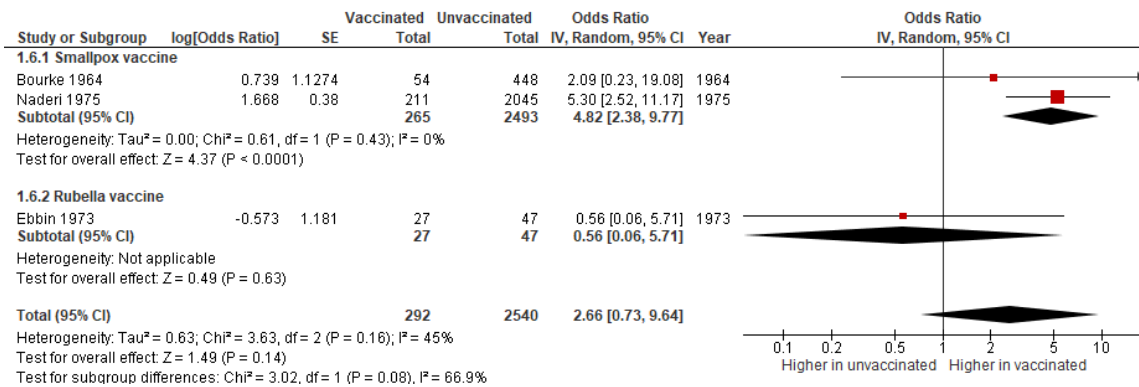 Vaccinated Unvaccinated Odds Ratio Odds Ratio
Study or Subgroup log[Odds Ratio] SE Total Total IV, Random, 95% CI Year IV, Random, 95% CI
1.6.1 Smallpox vaccine
Bourke 1964 0.739 1.1274 54 448 2.09 [0.23, 19.08] 1964
Naderi 1975 1.668 0.38 211 2045 5.30 [2.52, 11.17] 1975
Subtotal (95% CI) 265 2493 4.82 [2.38, 9.77]
Heterogeneity: Tau² = 0.00; Chi² = 0.61, df = 1 (P = 0.43); I² = 0%
Test for overall effect: Z = 4.37 (P < 0.0001)
1.6.2 Rubella vaccine
Ebbin 1973 -0.573 1.181 27 47 0.56 [0.06, 5.71] 1973
Subtotal (95% CI) 27 47 0.56 [0.06, 5.71]
Heterogeneity: Not applicable
Test for overall effect: Z = 0.49 (P = 0.63)
Total (95% CI) 292 2540 2.66 [0.73, 9.64]
Heterogeneity: Tau² = 0.63; Chi² = 3.63, df = 2 (P = 0.16); I² = 45%
Test for overall effect: Z = 1.49 (P = 0.14)
Test for subgroup differences: Chi² = 3.02, df = 1 (P = 0.08), I² = 66.9%
0.1 0.2 0.5 1 2 5 10
Higher in unvaccinated Higher in vaccinated